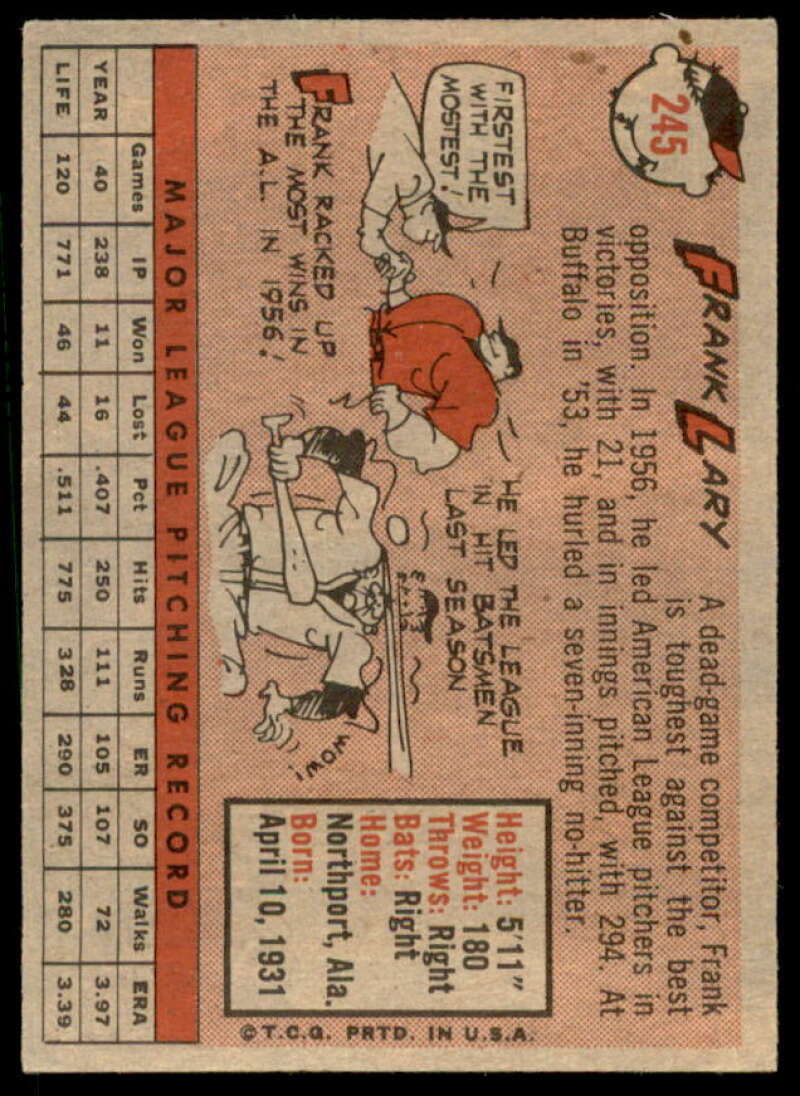 245
FRANK LARY
A dead-game competitor, Frank
is toughest against the best
opposition. In 1956, he led American League pitchers in
victories, with 21, and in innings pitched, with 294. At
Buffalo in '53, he hurled a seven-inning no-hitter.
FIRSTEST
WITH THE
MOSTEST!
FRANK RACKED UP
THE MOST WINS IN
THE A.L. IN 1956!
HE LED THE LEAGUE
IN HIT BATSMEN
LAST SEASON
WOW!
Height: 5'11"
Weight: 180
Throws: Right
Bats: Right
Home:
Northport, Ala.
Born:
April 10, 1931
MAJOR LEAGUE PITCHING RECORD
Games IP Won Lost Pct Hits Runs ER SO Walks ERA
YEAR 40 238 11 16 .407 250 111 105 107 72 3.97
LIFE 120 771 46 44 .511 775 328 290 375 280 3.39
© T.C.G. PRTD. IN U.S.A.